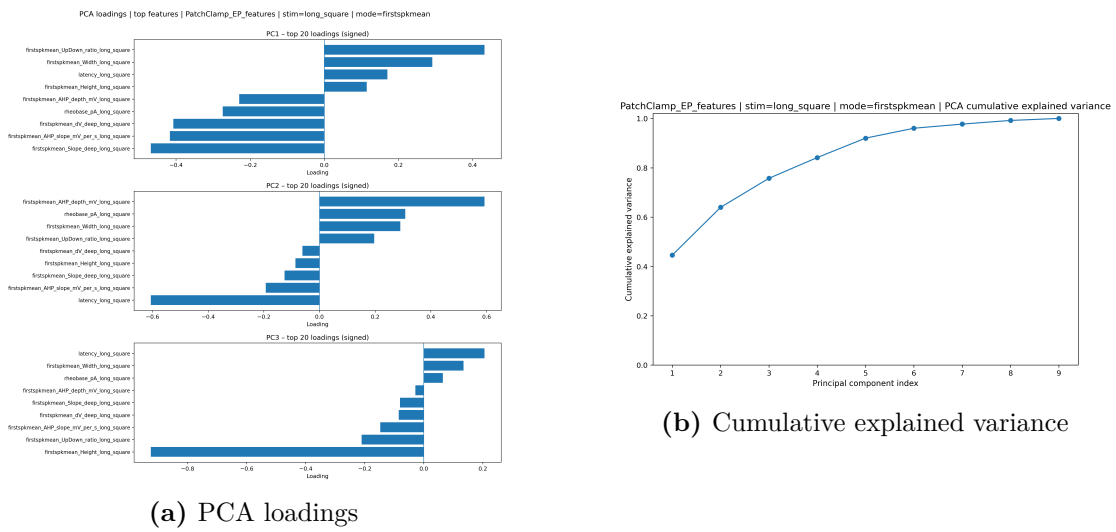 PCA loadings | top features | PatchClamp_EP_features | stim=long_square | mode=firstspkmean
PC1 – top 20 loadings (signed)
firstspkmean_UpDown_ratio_long_square
firstspkmean_Width_long_square
latency_long_square
firstspkmean_Height_long_square
firstspkmean_AHP_depth_mV_long_square
rheobase_pA_long_square
firstspkmean_dV_deep_long_square
firstspkmean_AHP_slope_mV_per_s_long_square
firstspkmean_Slope_deep_long_square
−0.4 −0.2 0.0 0.2 0.4
Loading
PC2 – top 20 loadings (signed)
firstspkmean_AHP_depth_mV_long_square
rheobase_pA_long_square
firstspkmean_Width_long_square
firstspkmean_UpDown_ratio_long_square
firstspkmean_dV_deep_long_square
firstspkmean_Height_long_square
firstspkmean_Slope_deep_long_square
firstspkmean_AHP_slope_mV_per_s_long_square
latency_long_square
−0.6 −0.4 −0.2 0.0 0.2 0.4 0.6
Loading
PC3 – top 20 loadings (signed)
latency_long_square
firstspkmean_Width_long_square
rheobase_pA_long_square
firstspkmean_AHP_depth_mV_long_square
firstspkmean_Slope_deep_long_square
firstspkmean_dV_deep_long_square
firstspkmean_AHP_slope_mV_per_s_long_square
firstspkmean_UpDown_ratio_long_square
firstspkmean_Height_long_square
−0.8 −0.6 −0.4 −0.2 0.0 0.2
Loading
(a) PCA loadings
PatchClamp_EP_features | stim=long_square | mode=firstspkmean | PCA cumulative explained variance
Cumulative explained variance
1.0
0.8
0.6
0.4
0.2
0.0
1 2 3 4 5 6 7 8 9
Principal component index
(b) Cumulative explained variance